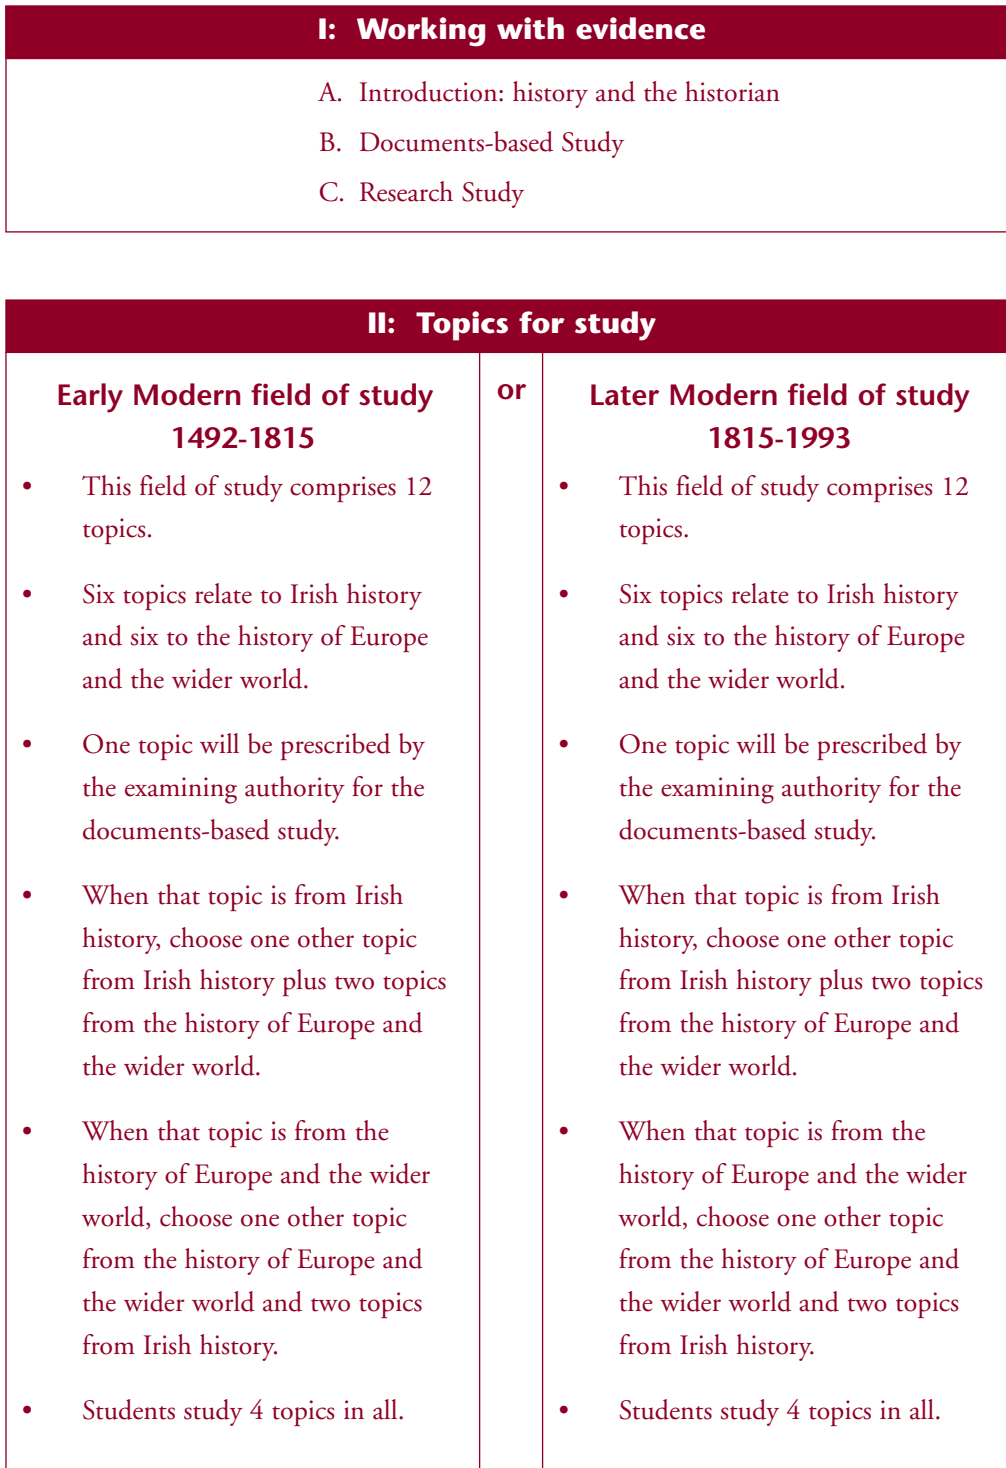 I: Working with evidence
A. Introduction: history and the historian
B. Documents-based Study
C. Research Study
II: Topics for study
Early Modern field of study
1492-1815
• This field of study comprises 12
topics.
• Six topics relate to Irish history
and six to the history of Europe
and the wider world.
• One topic will be prescribed by
the examining authority for the
documents-based study.
• When that topic is from Irish
history, choose one other topic
from Irish history plus two topics
from the history of Europe and
the wider world.
• When that topic is from the
history of Europe and the wider
world, choose one other topic
from the history of Europe and
the wider world and two topics
from Irish history.
• Students study 4 topics in all.
or
Later Modern field of study
1815-1993
• This field of study comprises 12
topics.
• Six topics relate to Irish history
and six to the history of Europe
and the wider world.
• One topic will be prescribed by
the examining authority for the
documents-based study.
• When that topic is from Irish
history, choose one other topic
from Irish history plus two topics
from the history of Europe and
the wider world.
• When that topic is from the
history of Europe and the wider
world, choose one other topic
from the history of Europe and
the wider world and two topics
from Irish history.
• Students study 4 topics in all.